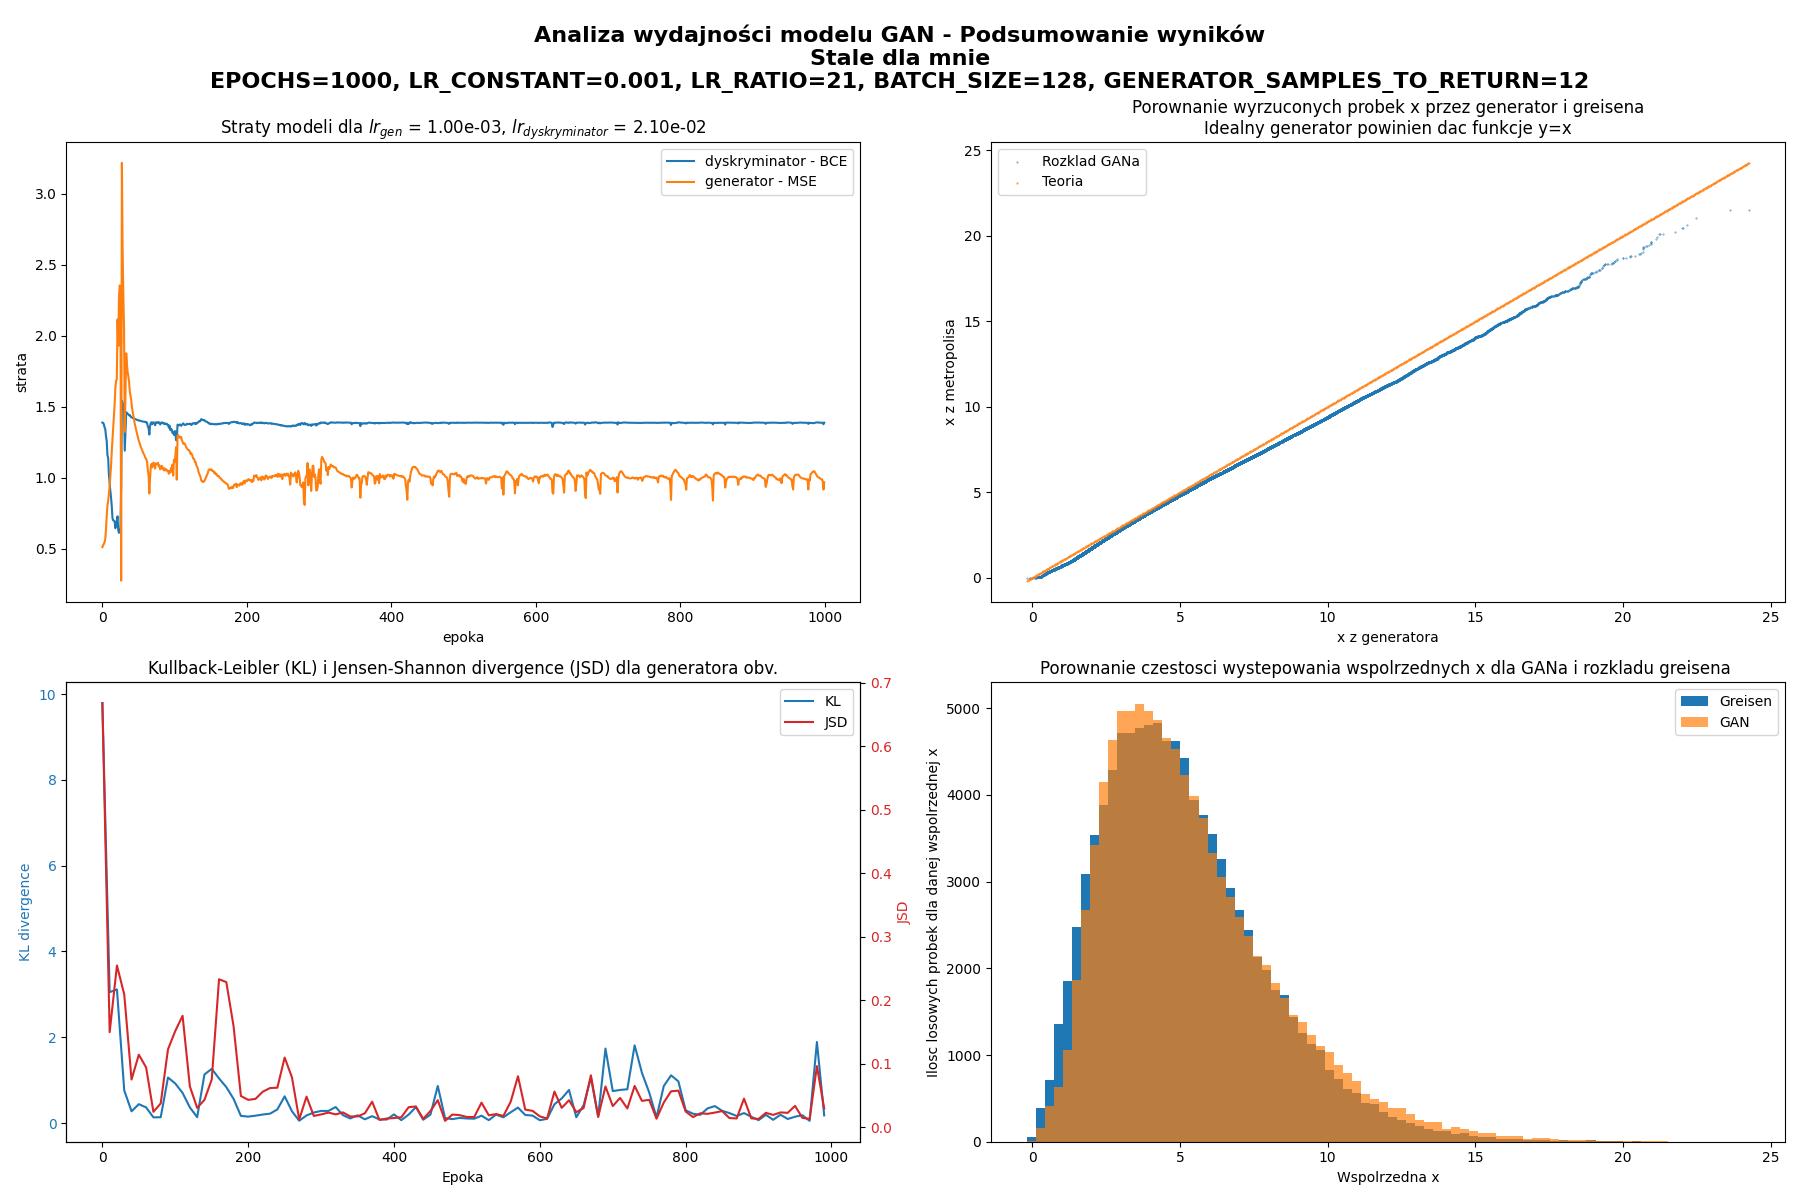 Analiza wydajności modelu GAN - Podsumowanie wyników
Stale dla mnie
EPOCHS=1000, LR_CONSTANT=0.001, LR_RATIO=21, BATCH_SIZE=128, GENERATOR_SAMPLES_TO_RETURN=12
Straty modeli dla lr_gen = 1.00e-03, lr_dyskryminator = 2.10e-02
dyskryminator - BCE
generator - MSE
3.0
2.5
2.0
1.5
1.0
0.5
strata
0 200 400 600 800 1000
epoka
Porownanie wyrzuconych probek x przez generator i greisena
Idealny generator powinien dac funkcje y=x
Rozklad GANa
Teoria
25
20
15
10
5
0
x z metropolisa
0 5 10 15 20 25
x z generatora
Kullback-Leibler (KL) i Jensen-Shannon divergence (JSD) dla generatora obv.
KL
JSD
10
8
6
4
2
0
KL divergence
0.7
0.6
0.5
0.4
0.3
0.2
0.1
0.0
JSD
0 200 400 600 800 1000
Epoka
Porownanie czestosci wystepowania wspolrzednych x dla GANa i rozkladu greisena
Greisen
GAN
5000
4000
3000
2000
1000
0
Ilosc losowych probek dla danej wspolrzednej x
0 5 10 15 20 25
Wspolrzedna x